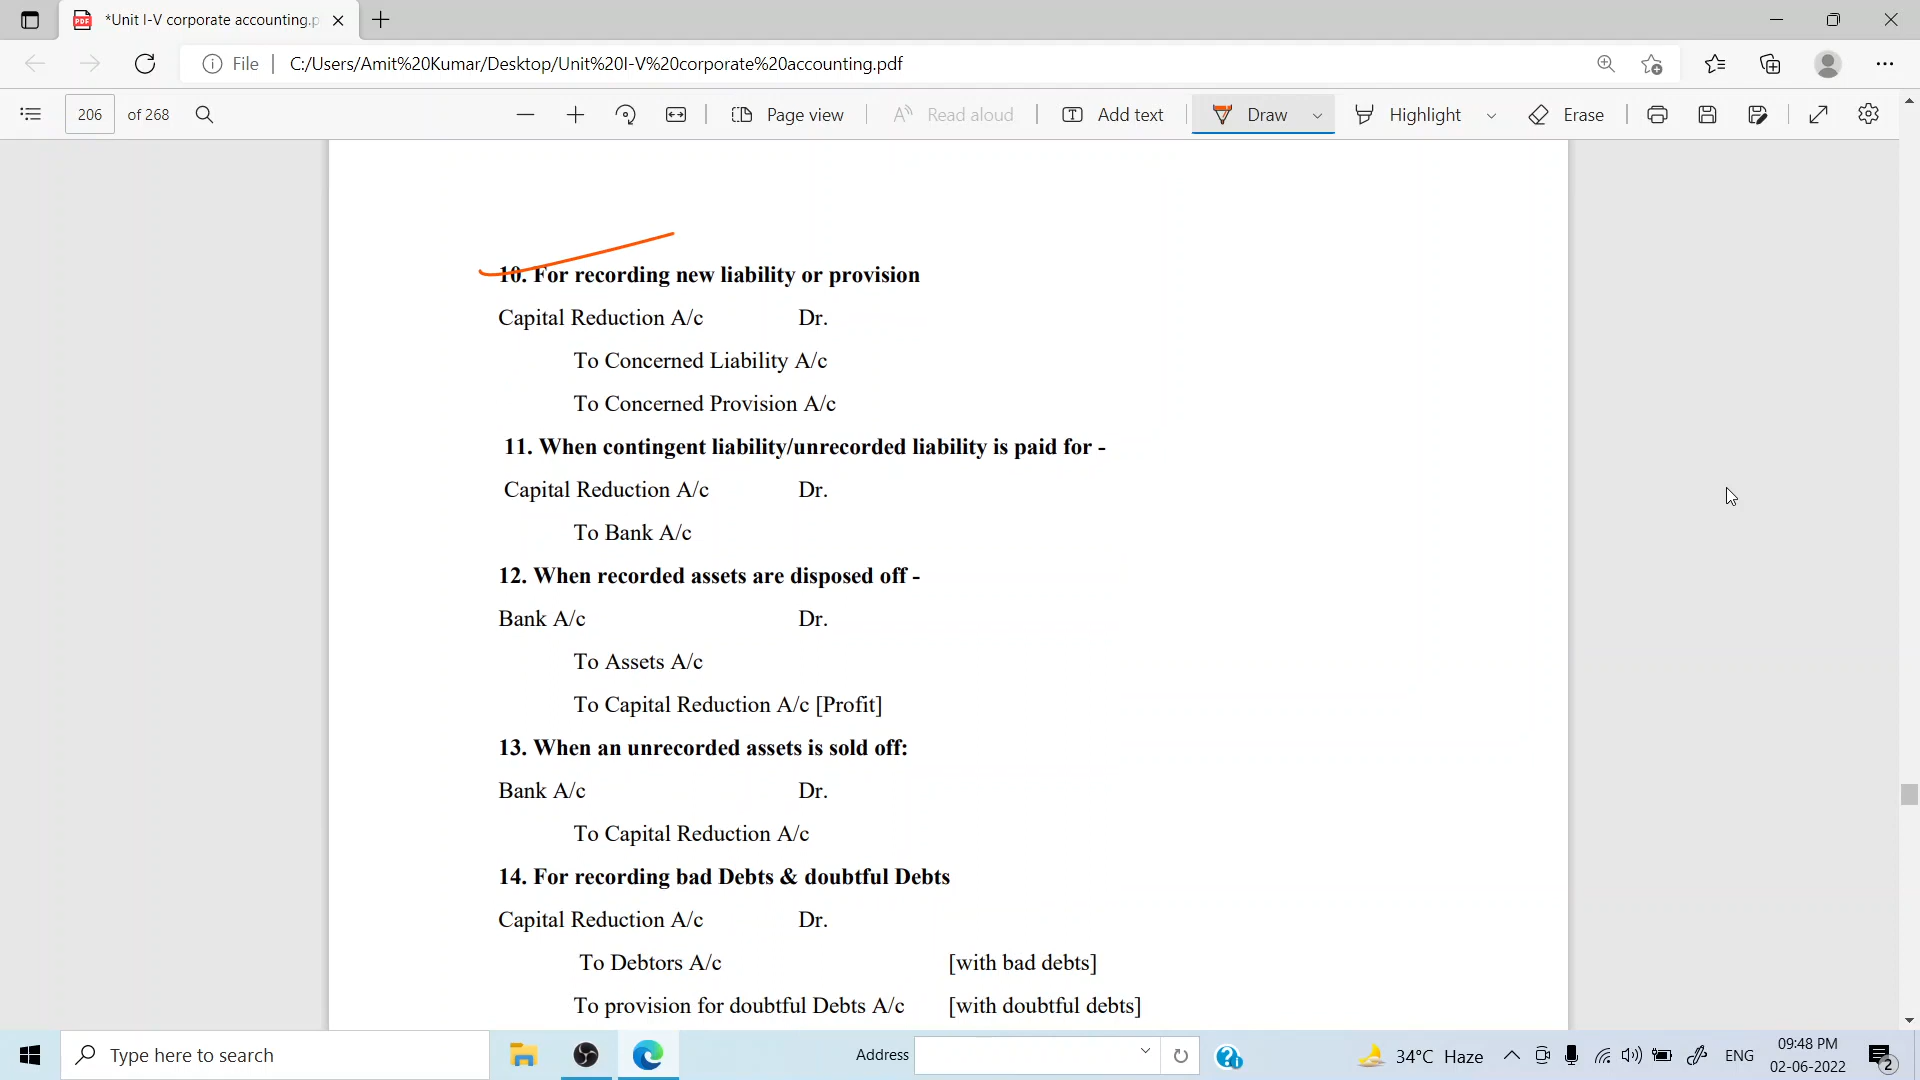 *Unit I-V corporate accounting.p
File
C:/Users/Amit%20Kumar/Desktop/Unit%20I-V%20corporate%20accounting.pdf
206 of 268
Page view
Read aloud
Add text
Draw
Highlight
Erase
10. For recording new liability or provision
Capital Reduction A/c Dr.
To Concerned Liability A/c
To Concerned Provision A/c
11. When contingent liability/unrecorded liability is paid for -
Capital Reduction A/c Dr.
To Bank A/c
12. When recorded assets are disposed off -
Bank A/c Dr.
To Assets A/c
To Capital Reduction A/c [Profit]
13. When an unrecorded assets is sold off:
Bank A/c Dr.
To Capital Reduction A/c
14. For recording bad Debts & doubtful Debts
Capital Reduction A/c Dr.
To Debtors A/c [with bad debts]
To provision for doubtful Debts A/c [with doubtful debts]
Type here to search
Address
34°C Haze
ENG
09:48 PM
02-06-2022
2